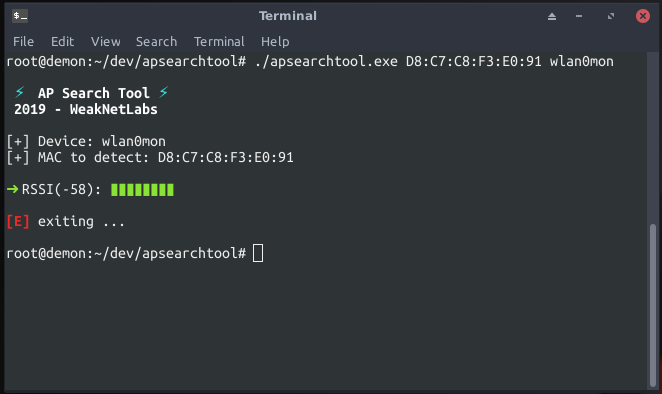 Terminal
File Edit View Search Terminal Help
root@demon:~/dev/apsearchtool# ./apsearchtool.exe D8:C7:C8:F3:E0:91 wlan0mon
⚡ AP Search Tool ⚡
2019 - WeakNetLabs
[+] Device: wlan0mon
[+] MAC to detect: D8:C7:C8:F3:E0:91
➜ RSSI(-58): ▮▮▮▮▮▮▮▮
[E] exiting ...
root@demon:~/dev/apsearchtool#